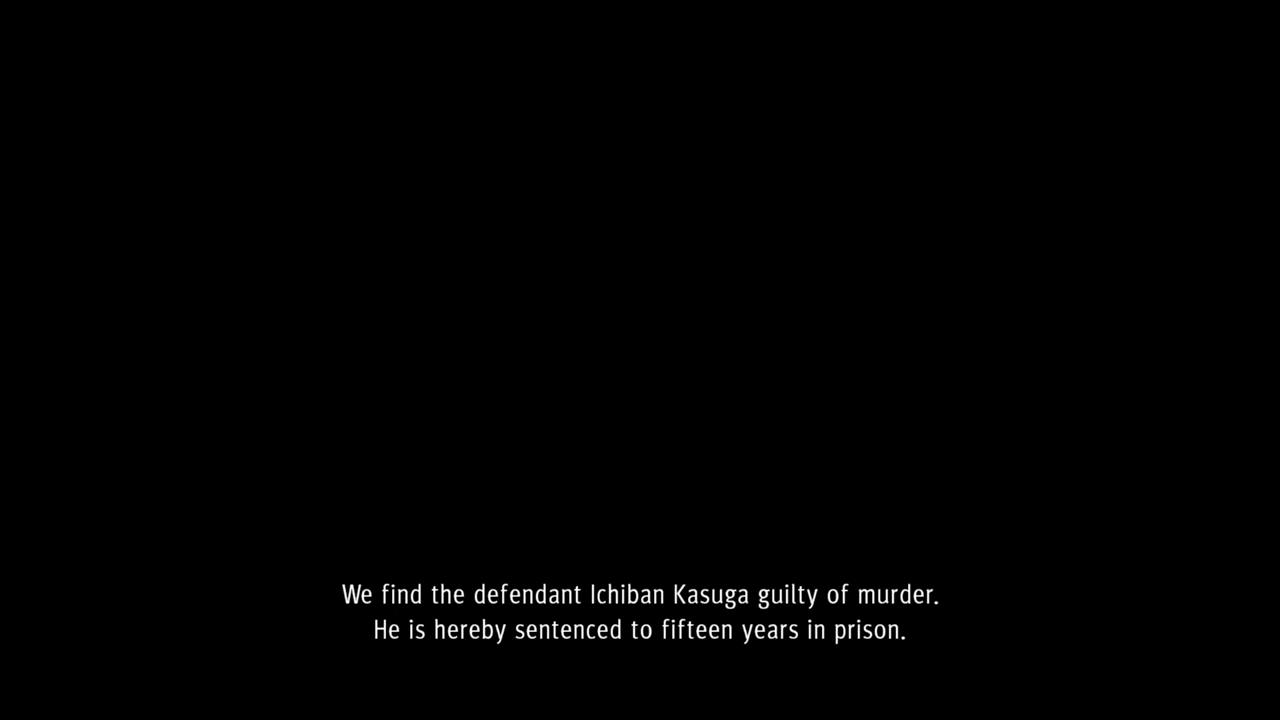 We find the defendant Ichiban Kasuga guilty of murder.
He is hereby sentenced to fifteen years in prison.